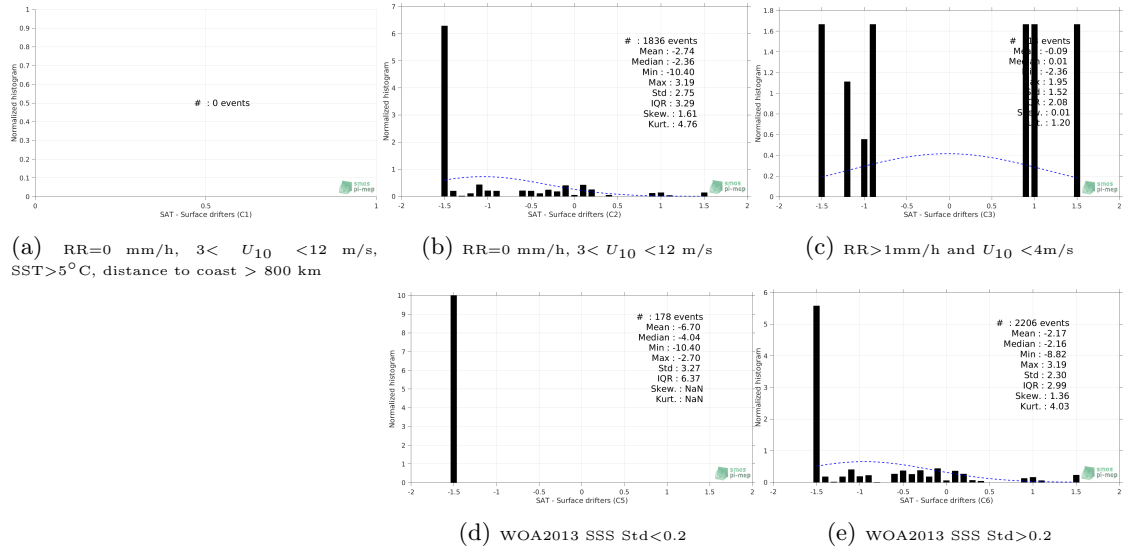 1
0.9
0.8
0.7
0.6
0.5
0.4
0.3
0.2
0.1
0
Normalized histogram
# : 0 events
smos
pi-mep
0 0.5 1
SAT - Surface drifters (C1)
(a) RR=0 mm/h, 3< U10 <12 m/s,
SST>5°C, distance to coast > 800 km
7
6
5
4
3
2
1
0
Normalized histogram
# : 1836 events
Mean : -2.74
Median : -2.36
Min : -10.40
Max : 3.19
Std : 2.75
IQR : 3.29
Skew. : 1.61
Kurt. : 4.76
smos
pi-mep
-2 -1.5 -1 -0.5 0 0.5 1 1.5 2
SAT - Surface drifters (C2)
(b) RR=0 mm/h, 3< U10 <12 m/s
1.8
1.6
1.4
1.2
1
0.8
0.6
0.4
0.2
0
Normalized histogram
# events
-0.09
0.01
-2.36
1.95
1.52
2.08
0.01
1.20
smos
pi-mep
-2 -1.5 -1 -0.5 0 0.5 1 1.5 2
SAT - Surface drifters (C3)
(c) RR>1mm/h and U10 <4m/s
10
9
8
7
6
5
4
3
2
1
0
Normalized histogram
# : 178 events
Mean : -6.70
Median : -4.04
Min : -10.40
Max : -2.70
Std : 3.27
IQR : 6.37
Skew. : NaN
Kurt. : NaN
smos
pi-mep
-2 -1.5 -1 -0.5 0 0.5 1 1.5 2
SAT - Surface drifters (C5)
(d) WOA2013 SSS Std<0.2
6
5
4
3
2
1
0
Normalized histogram
# : 2206 events
Mean : -2.17
Median : -2.16
Min : -8.82
Max : 3.19
Std : 2.30
IQR : 2.99
Skew. : 1.36
Kurt. : 4.03
smos
pi-mep
-2 -1.5 -1 -0.5 0 0.5 1 1.5 2
SAT - Surface drifters (C6)
(e) WOA2013 SSS Std>0.2